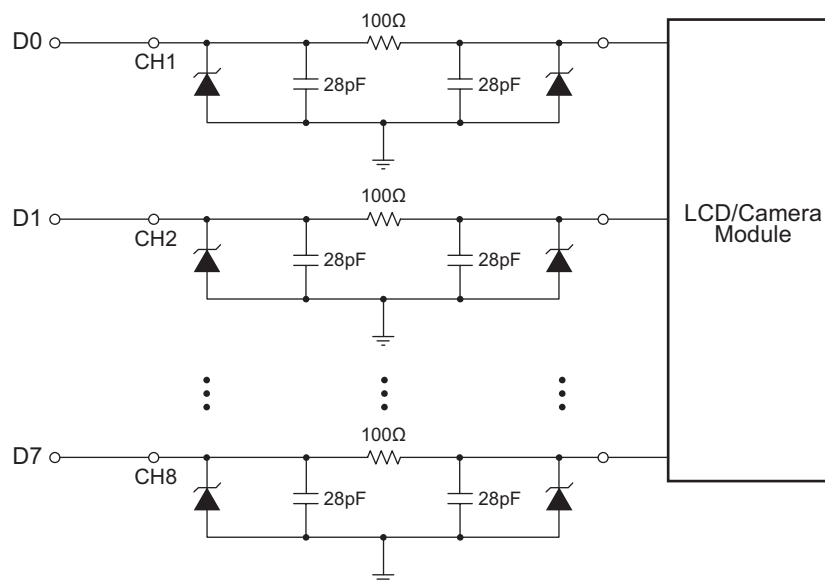 100Ω
D0
CH1
28pF
28pF
100Ω
D1
CH2
28pF
28pF
LCD/Camera
Module
100Ω
D7
CH8
28pF
28pF